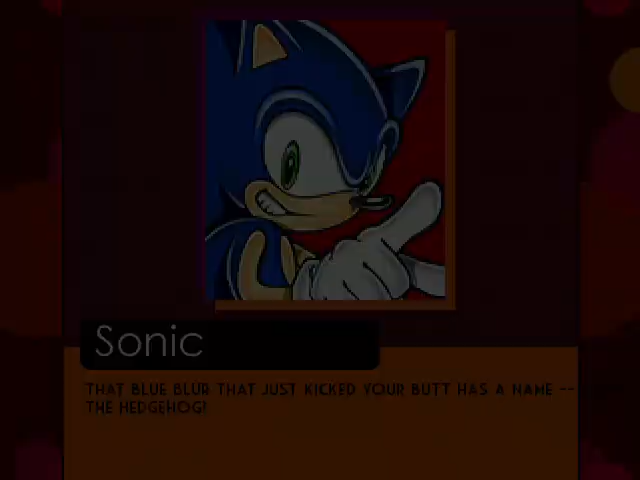 Sonic
THAT BLUE BLUR THAT JUST KICKED YOUR BUTT HAS A NAME --
THE HEDGEHOG!